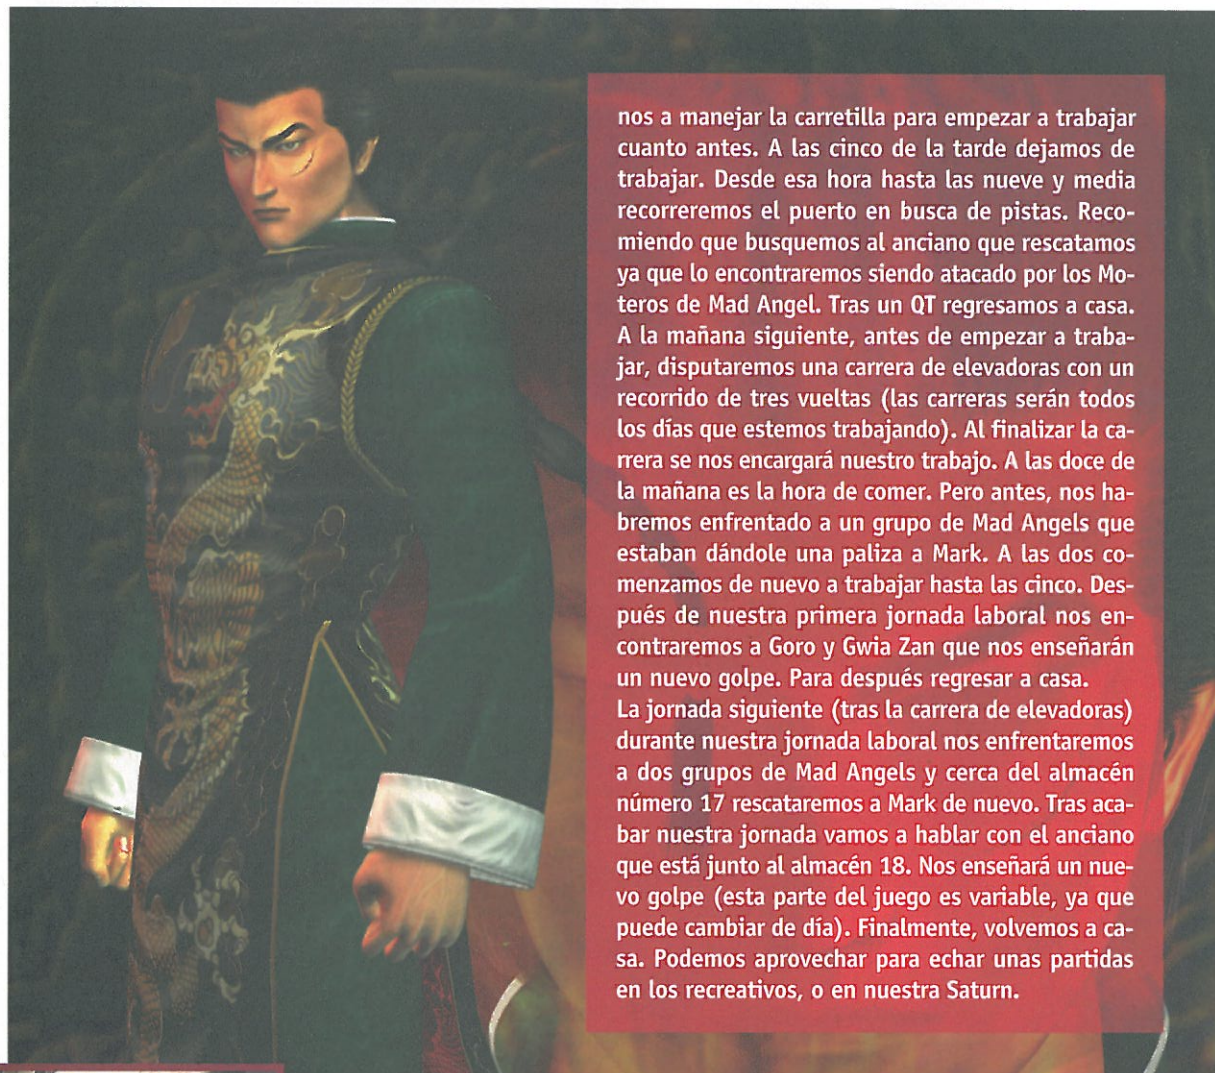 nos a manejar la carretilla para empezar a trabajar
cuanto antes. A las cinco de la tarde dejamos de
trabajar. Desde esa hora hasta las nueve y media
recorreremos el puerto en busca de pistas. Reco-
miendo que busquemos al anciano que rescatamos
ya que lo encontraremos siendo atacado por los Mo-
teros de Mad Angel. Tras un QT regresamos a casa.
A la mañana siguiente, antes de empezar a traba-
jar, disputaremos una carrera de elevadoras con un
recorrido de tres vueltas (las carreras serán todos
los días que estemos trabajando). Al finalizar la ca-
rrera se nos encargará nuestro trabajo. A las doce de
la mañana es la hora de comer. Pero antes, nos ha-
bremos enfrentado a un grupo de Mad Angels que
estaban dándole una paliza a Mark. A las dos co-
menzamos de nuevo a trabajar hasta las cinco. Des-
pués de nuestra primera jornada laboral nos en-
contraremos a Goro y Gwia Zan que nos enseñarán
un nuevo golpe. Para después regresar a casa.
La jornada siguiente (tras la carrera de elevadoras)
durante nuestra jornada laboral nos enfrentaremos
a dos grupos de Mad Angels y cerca del almacén
número 17 rescataremos a Mark de nuevo. Tras aca-
bar nuestra jornada vamos a hablar con el anciano
que está junto al almacén 18. Nos enseñará un nue-
vo golpe (esta parte del juego es variable, ya que
puede cambiar de día). Finalmente, volvemos a ca-
sa. Podemos aprovechar para echar unas partidas
en los recreativos, o en nuestra Saturn.